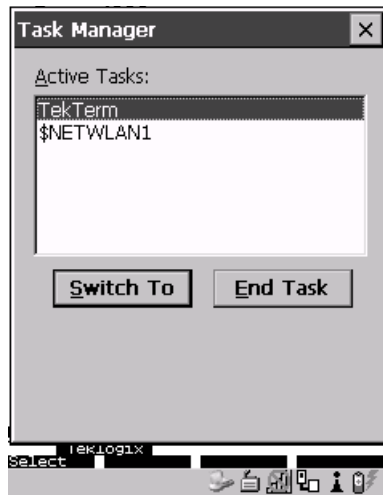 Task Manager
Active Tasks:
TekTerm
$NETWLAN1
Switch To
End Task
Teklogix
Select